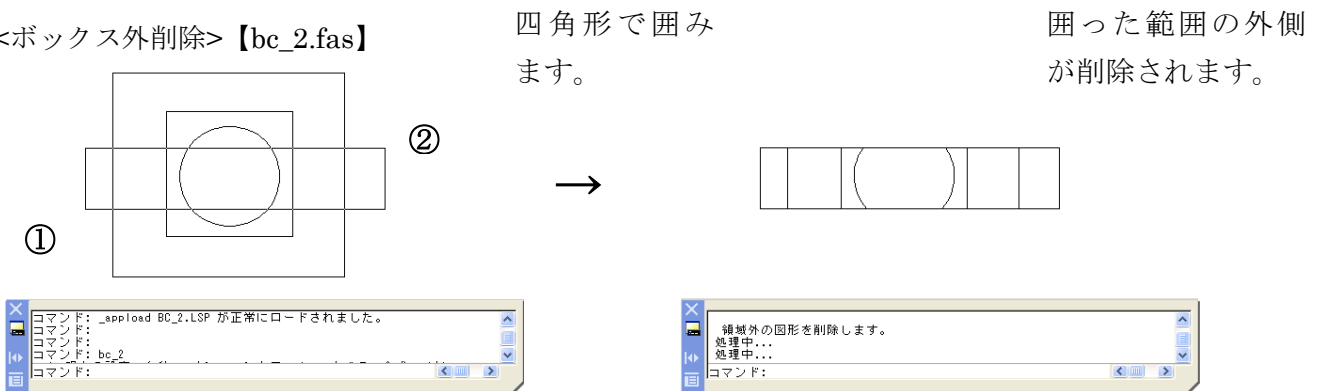 <ボックス外削除>【bc_2.fas】
四角形で囲み
ます。
囲った範囲の外側
が削除されます。
②
→
①
コマンド: _appload BC_2.LSP が正常にロードされました。
コマンド:
コマンド:
コマンド: bc_2
コマンド:
領域外の図形を削除します。
処理中...
処理中...
コマンド: